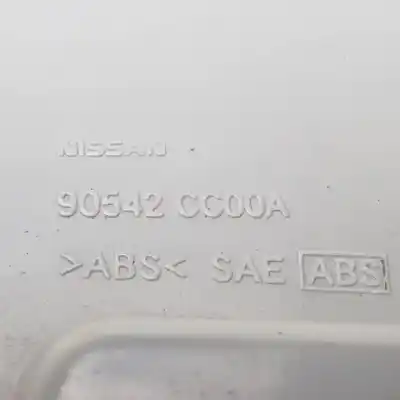 NISSAN
90542 CC00A
>ABS< SAE ABS